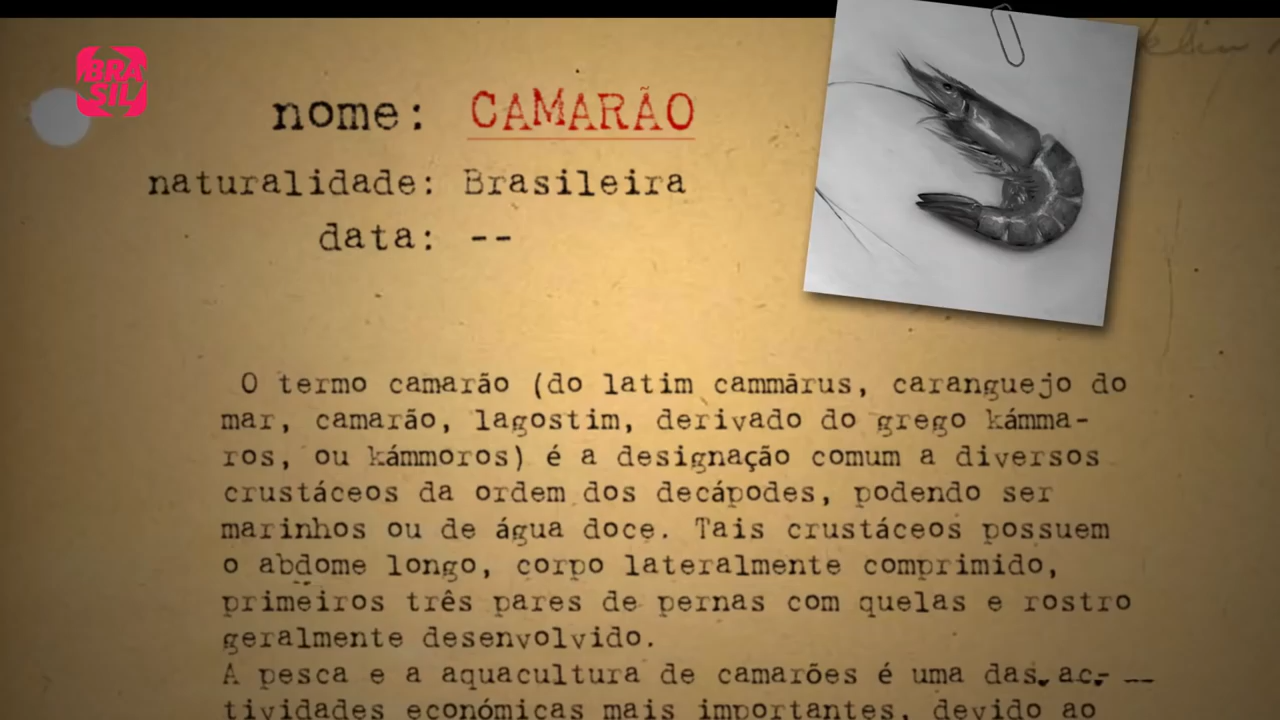 BRA
SIL
nome: CAMARÃO
naturalidade: Brasileira
data: --
O termo camarão (do latim cammārus, caranguejo do
mar, camarão, lagostim, derivado do grego kámma-
ros, ou kámmoros) é a designação comum a diversos
crustáceos da ordem dos decápodes, podendo ser
marinhos ou de água doce. Tais crustáceos possuem
o abdome longo, corpo lateralmente comprimido,
primeiros três pares de pernas com quelas e rostro
geralmente desenvolvido.
A pesca e a aquacultura de camarões é uma das ac-
tividades económicas mais importantes, devido ao